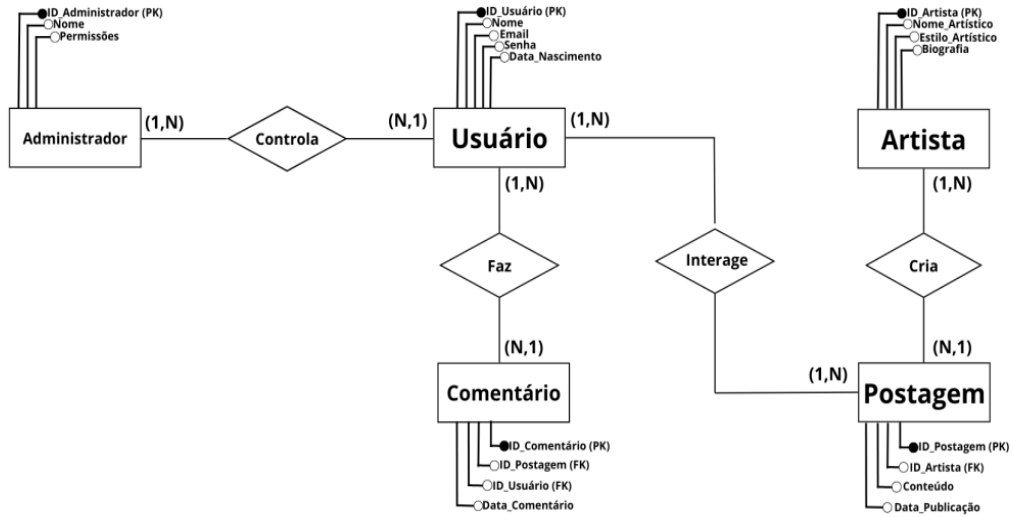 ID_Administrador (PK)
Nome
Permissões
Administrador
(1,N)
Controla
(N,1)
ID_Usuário (PK)
Nome
Email
Senha
Data_Nascimento
Usuário
(1,N)
(1,N)
Faz
(N,1)
Comentário
ID_Comentário (PK)
ID_Postagem (FK)
ID_Usuário (FK)
Data_Comentário
Interage
(1,N)
ID_Artista (PK)
Nome_Artístico
Estilo_Artístico
Biografia
Artista
(1,N)
Cria
(N,1)
Postagem
ID_Postagem (PK)
ID_Artista (FK)
Conteúdo
Data_Publicação